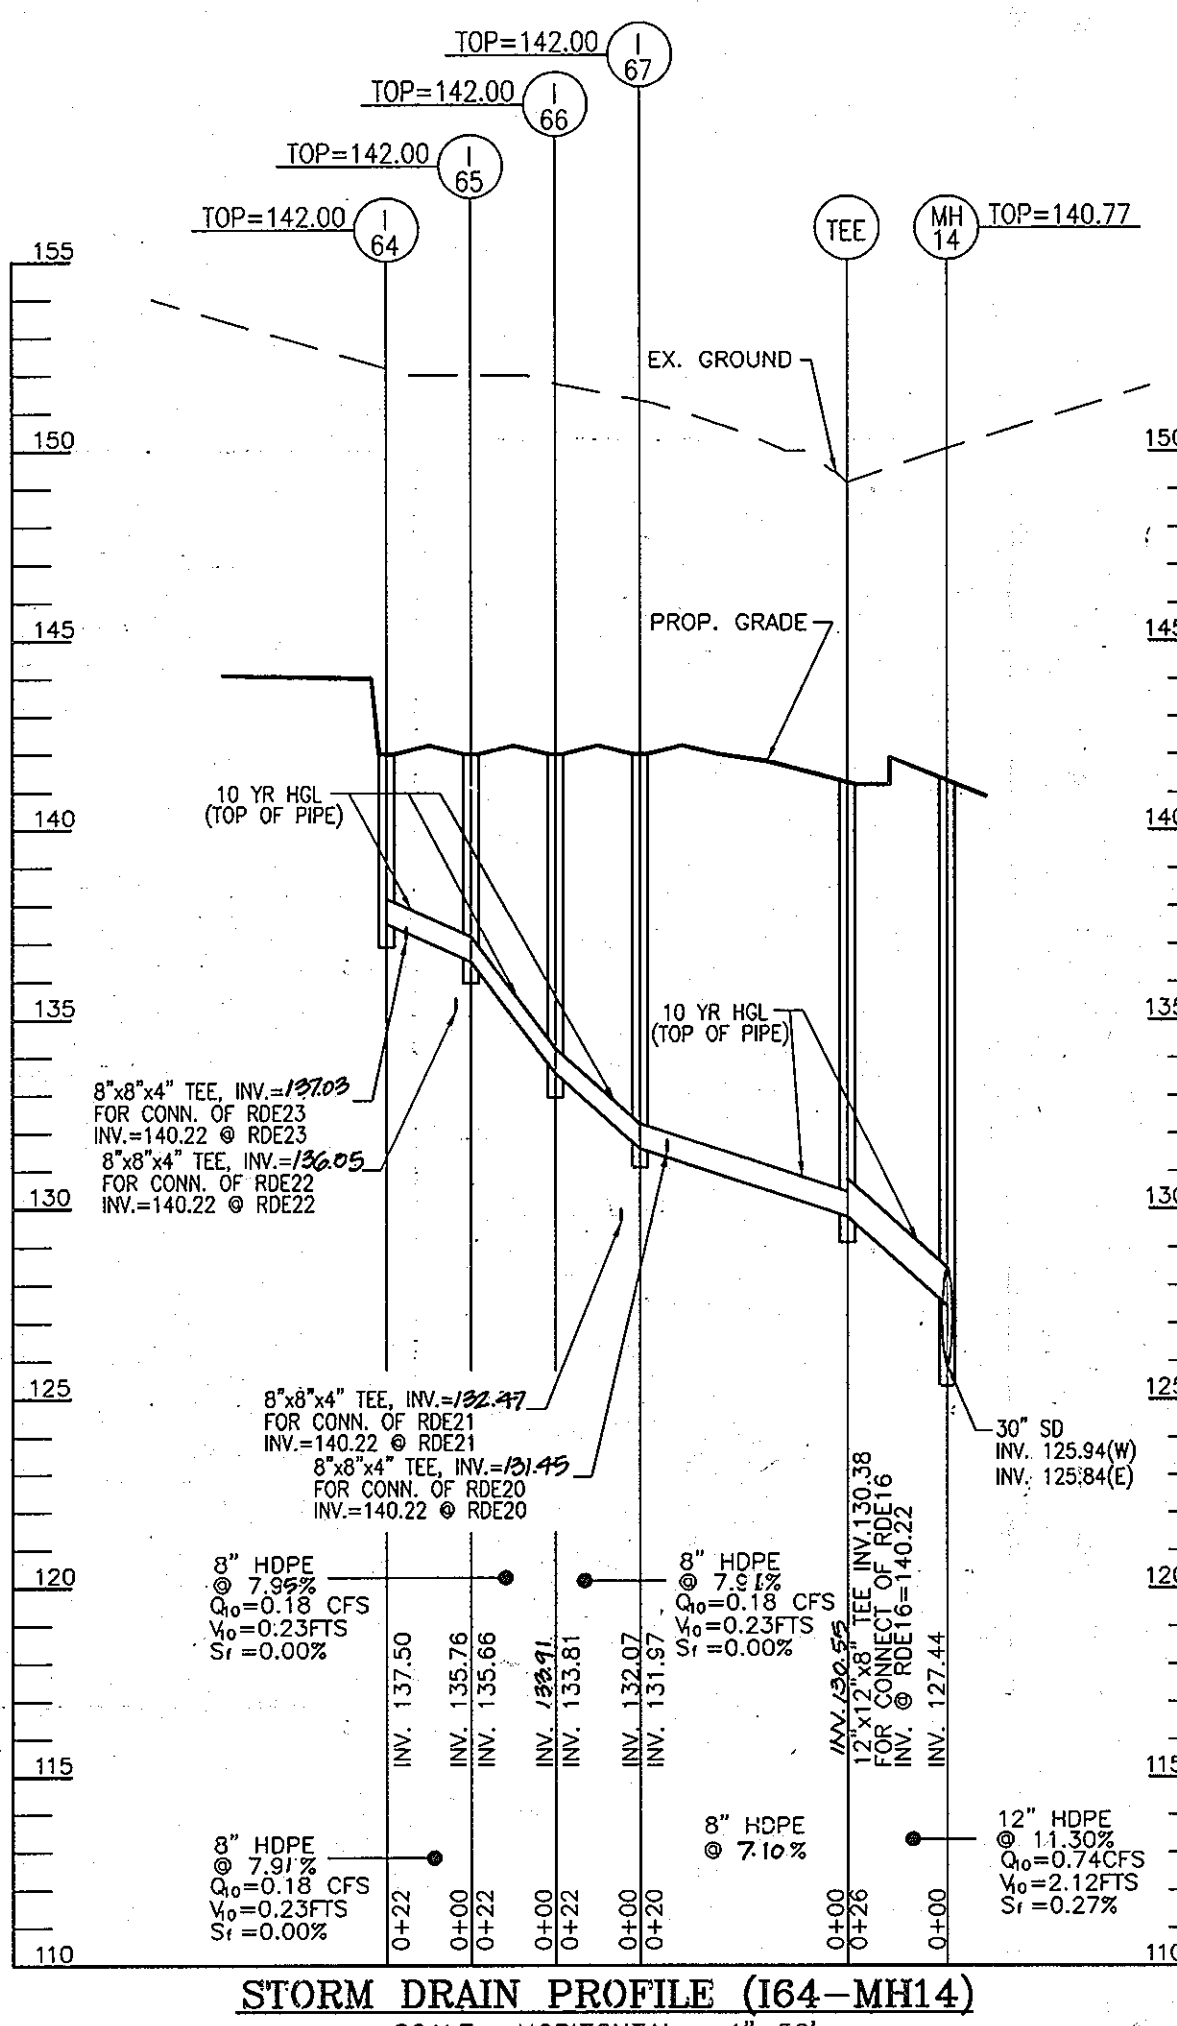 TOP=142.00
I
67
TOP=142.00
I
66
TOP=142.00
I
65
TOP=142.00
I
64
TEE
MH
14
TOP=140.77
155
EX. GROUND
150
150
PROP. GRADE
145
145
10 YR HGL
(TOP OF PIPE)
140
140
135
135
10 YR HGL
(TOP OF PIPE)
8"x8"x4" TEE, INV.=137.03
FOR CONN. OF RDE23
INV.=140.22 @ RDE23
8"x8"x4" TEE, INV.=136.05
FOR CONN. OF RDE22
INV.=140.22 @ RDE22
130
130
125
125
8"x8"x4" TEE, INV.=132.47
FOR CONN. OF RDE21
INV.=140.22 @ RDE21
8"x8"x4" TEE, INV.=131.45
FOR CONN. OF RDE20
INV.=140.22 @ RDE20
30" SD
INV. 125.94(W)
INV. 125.84(E)
8" HDPE
@ 7.95%
Q10=0.18 CFS
V10=0.23FTS
Sf =0.00%
8" HDPE
@ 7.91%
Q10=0.18 CFS
V10=0.23FTS
Sf =0.00%
120
120
INV. 137.50
INV. 135.76
INV. 135.66
INV. 133.91
INV. 133.81
INV. 132.07
INV. 131.97
INV. 130.55
12"x12"x8" TEE INV.130.38
FOR CONNECT OF RDE16
INV. @ RDE16=140.22
INV. 127.44
115
115
8" HDPE
@ 7.91%
Q10=0.18 CFS
V10=0.23FTS
Sf =0.00%
8" HDPE
@ 7.10%
12" HDPE
@ 11.30%
Q10=0.74CFS
V10=2.12FTS
Sf =0.27%
0+22
0+00
0+22
0+00
0+22
0+00
0+20
0+00
0+26
0+00
110
110
STORM DRAIN PROFILE (I64-MH14)